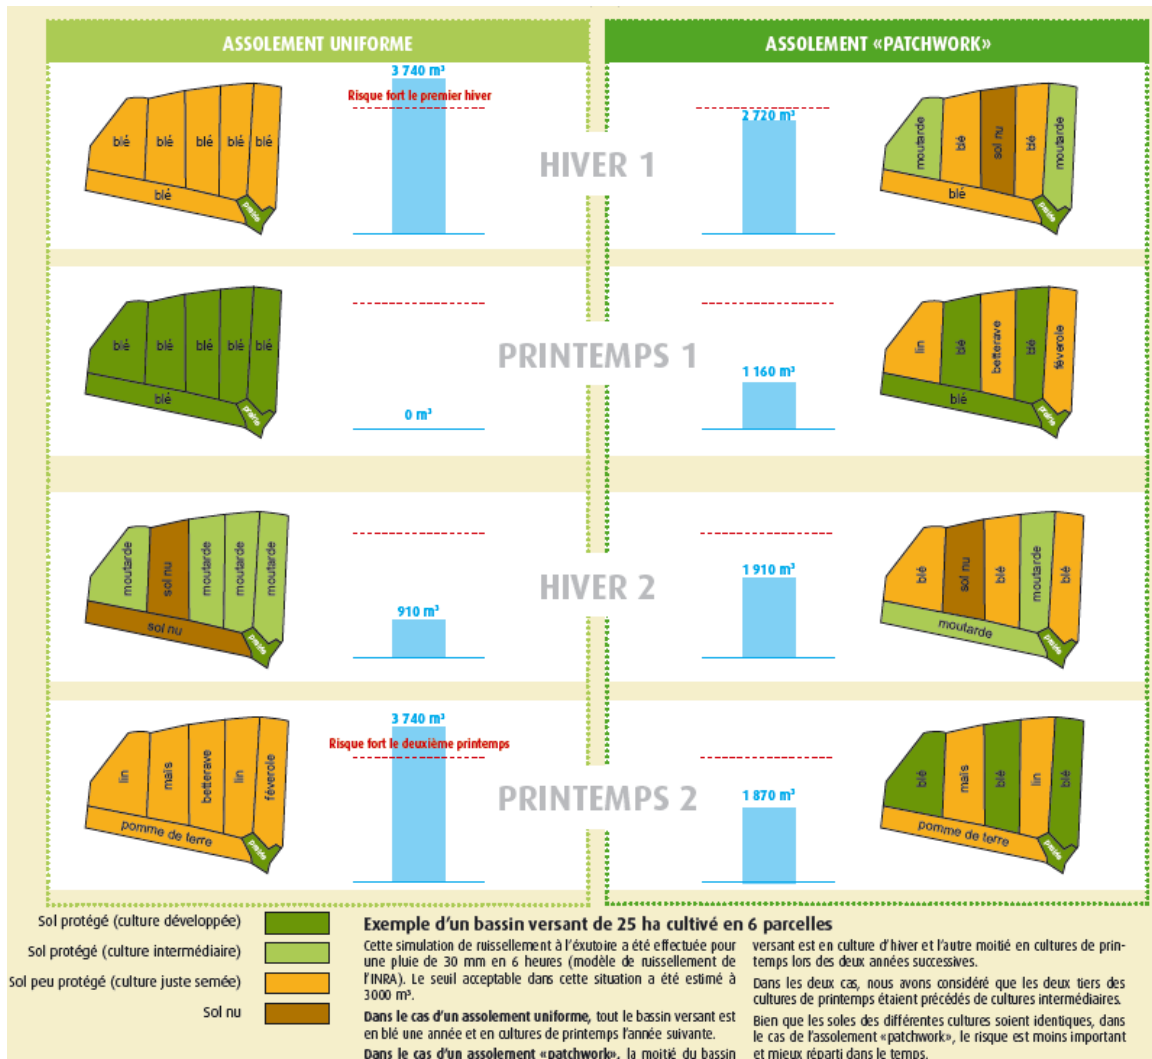 ASSOLEMENT UNIFORME
ASSOLEMENT «PATCHWORK»
HIVER 1
blé
blé
blé
blé
blé
blé
prairie
3 740 m³
Risque fort le premier hiver
2 720 m³
moutarde
blé
sol nu
blé
moutarde
blé
prairie
PRINTEMPS 1
blé
blé
blé
blé
blé
blé
prairie
0 m³
1 160 m³
lin
blé
betterave
blé
féverole
blé
prairie
HIVER 2
moutarde
sol nu
moutarde
moutarde
moutarde
sol nu
prairie
910 m³
1 910 m³
blé
sol nu
blé
moutarde
blé
moutarde
prairie
PRINTEMPS 2
lin
maïs
betterave
lin
féverole
pomme de terre
prairie
3 740 m³
Risque fort le deuxième printemps
1 870 m³
blé
maïs
blé
lin
blé
pomme de terre
prairie
Sol protégé (culture développée)
Sol protégé (culture intermédiaire)
Sol peu protégé (culture juste semée)
Sol nu
Exemple d'un bassin versant de 25 ha cultivé en 6 parcelles
Cette simulation de ruissellement à l'éxutoire a été effectuée pour
une pluie de 30 mm en 6 heures (modèle de ruissellement de
l'INRA). Le seuil acceptable dans cette situation a été estimé à
3000 m³.
Dans le cas d'un assolement uniforme, tout le bassin versant est
en blé une année et en cultures de printemps l'année suivante.
Dans le cas d'un assolement «patchwork», la moitié du bassin
versant est en culture d'hiver et l'autre moitié en cultures de prin-
temps lors des deux années successives.
Dans les deux cas, nous avons considéré que les deux tiers des
cultures de printemps étaient précédés de cultures intermédiaires.
Bien que les soles des différentes cultures soient identiques, dans
le cas de l'assolement «patchwork», le risque est moins important
et mieux réparti dans le temps.